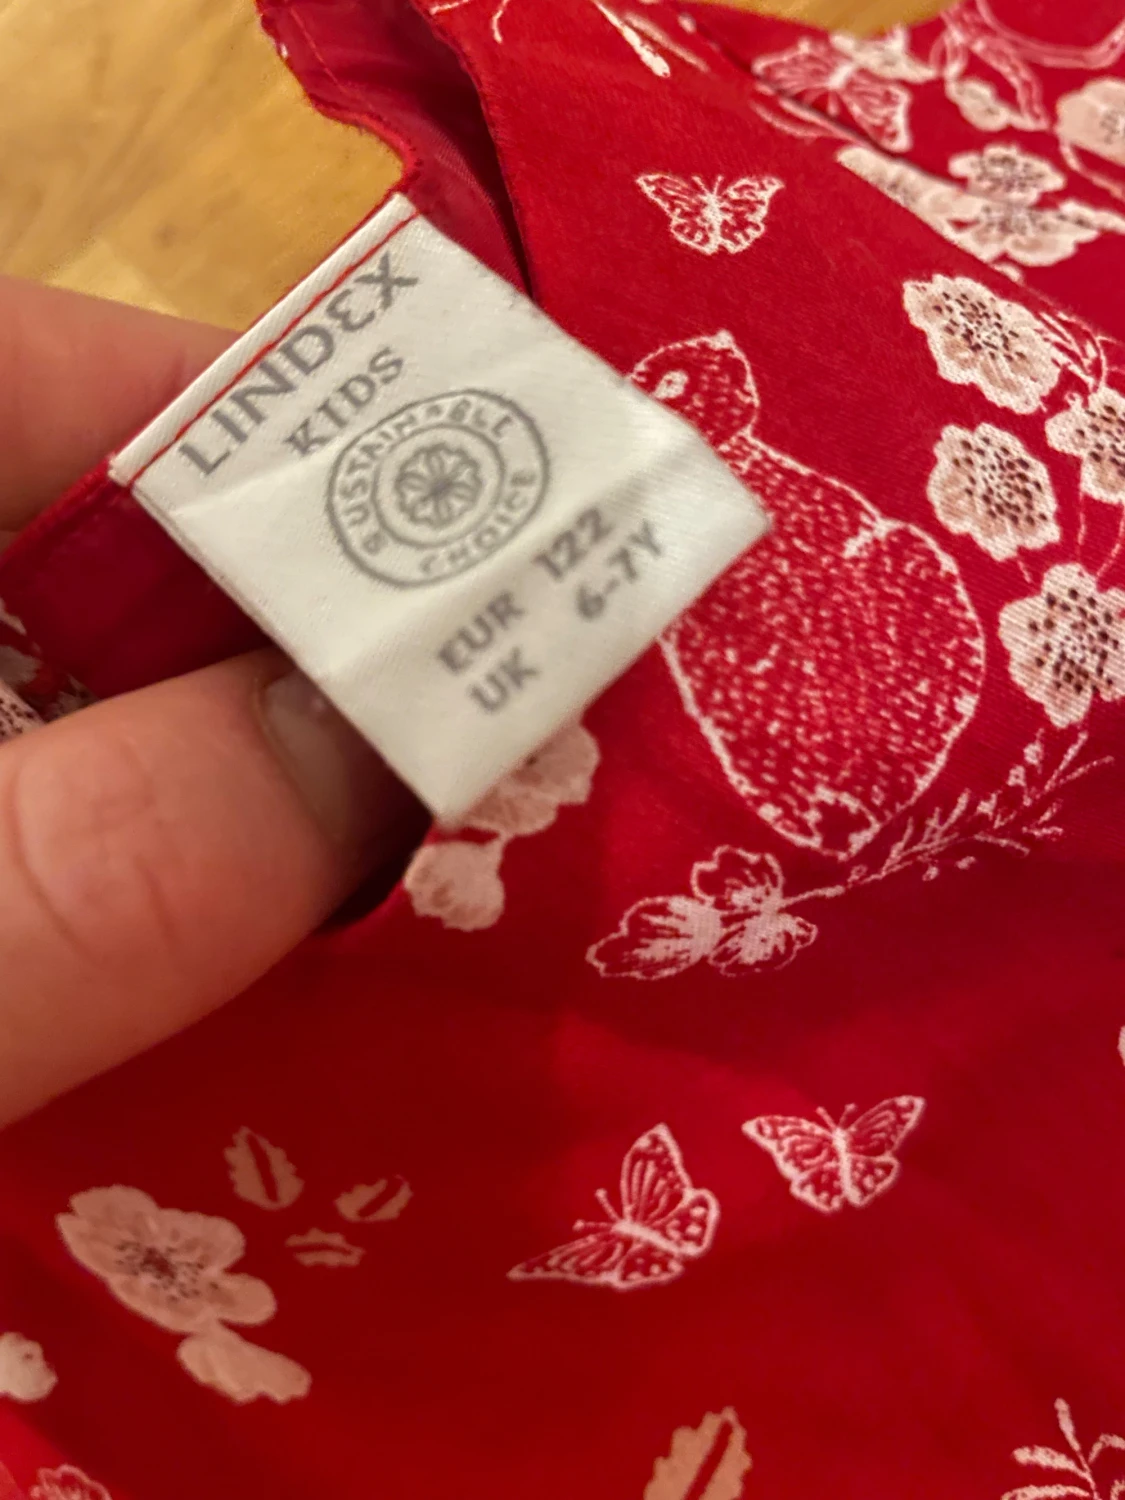 LINDEX
KIDS
SUSTAINABLE
CHOICE
EUR 122
UK 6-7Y